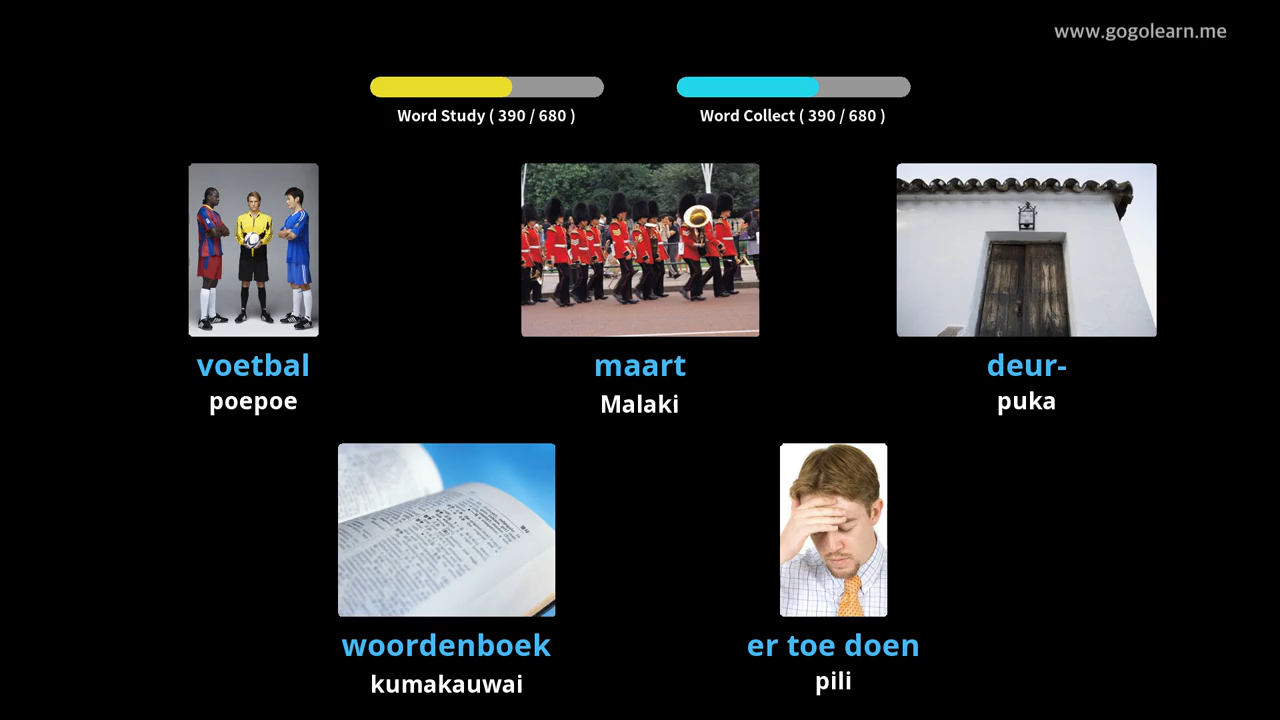 www.gogolearn.me
Word Study ( 390 / 680 )
Word Collect ( 390 / 680 )
voetbal
poepoe
maart
Malaki
deur-
puka
woordenboek
kumakauwai
er toe doen
pili